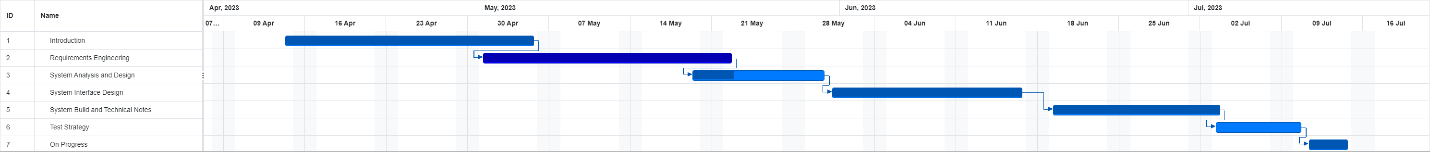 ID Name Apr, 2023 May, 2023 Jun, 2023 Jul, 2023
07... 09 Apr 16 Apr 23 Apr 30 Apr 07 May 14 May 21 May 28 May 04 Jun 11 Jun 18 Jun 25 Jun 02 Jul 09 Jul 16 Jul
1 Introduction
2 Requirements Engineering
3 System Analysis and Design
4 System Interface Design
5 System Build and Technical Notes
6 Test Strategy
7 On Progress